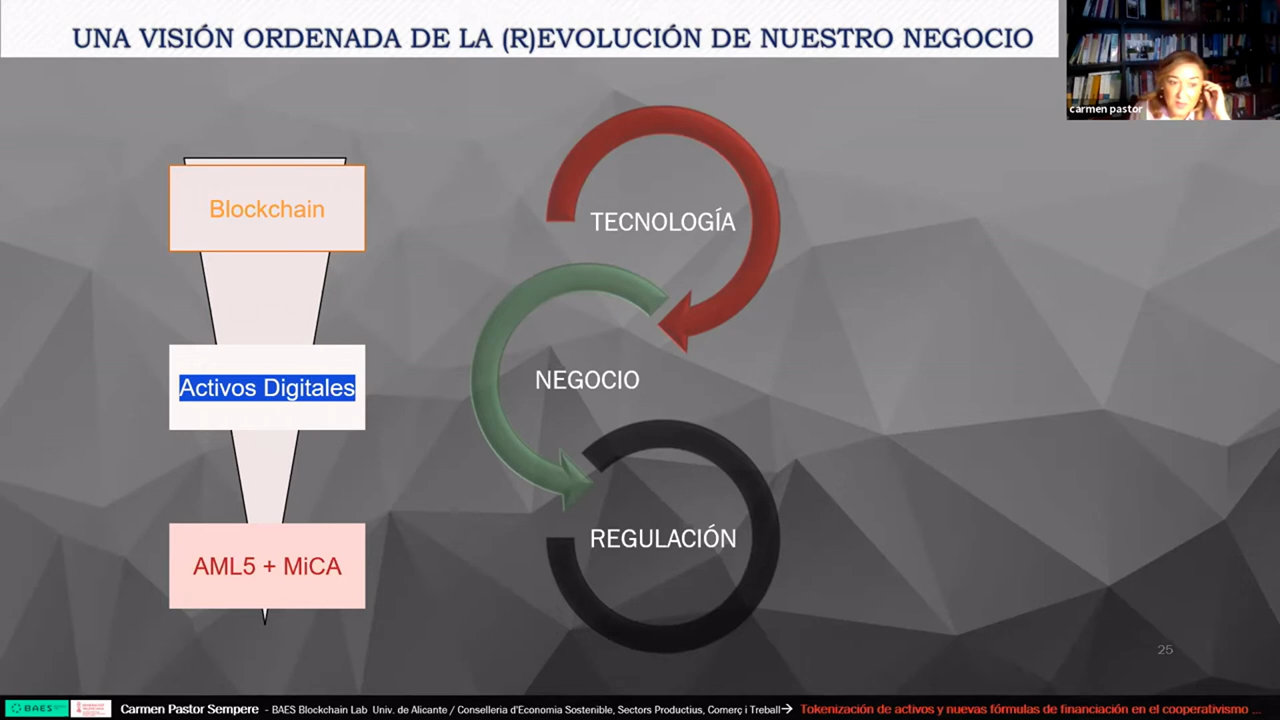 UNA VISIÓN ORDENADA DE LA (R)EVOLUCIÓN DE NUESTRO NEGOCIO
carmen pastor
Blockchain
TECNOLOGÍA
Activos Digitales
NEGOCIO
AML5 + MiCA
REGULACIÓN
25
BAES
Carmen Pastor Sempere - BAES Blockchain Lab Univ. de Alicante / Conselleria d'Economia Sostenible, Sectors Productius, Comerç i Treball→ Tokenización de activos y nuevas fórmulas de financiación en el cooperativismo ...